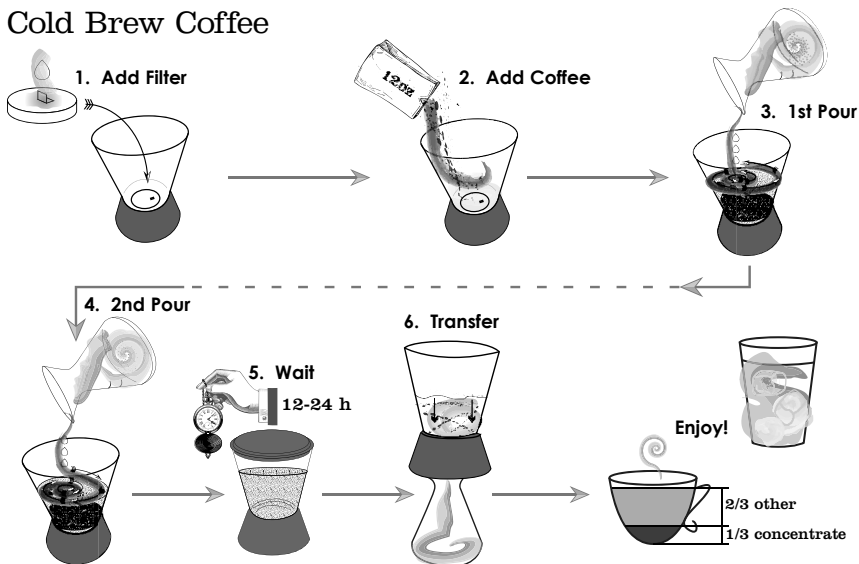 Cold Brew Coffee
1. Add Filter
12oz
2. Add Coffee
3. 1st Pour
4. 2nd Pour
5. Wait
12-24 h
6. Transfer
Enjoy!
2/3 other
1/3 concentrate